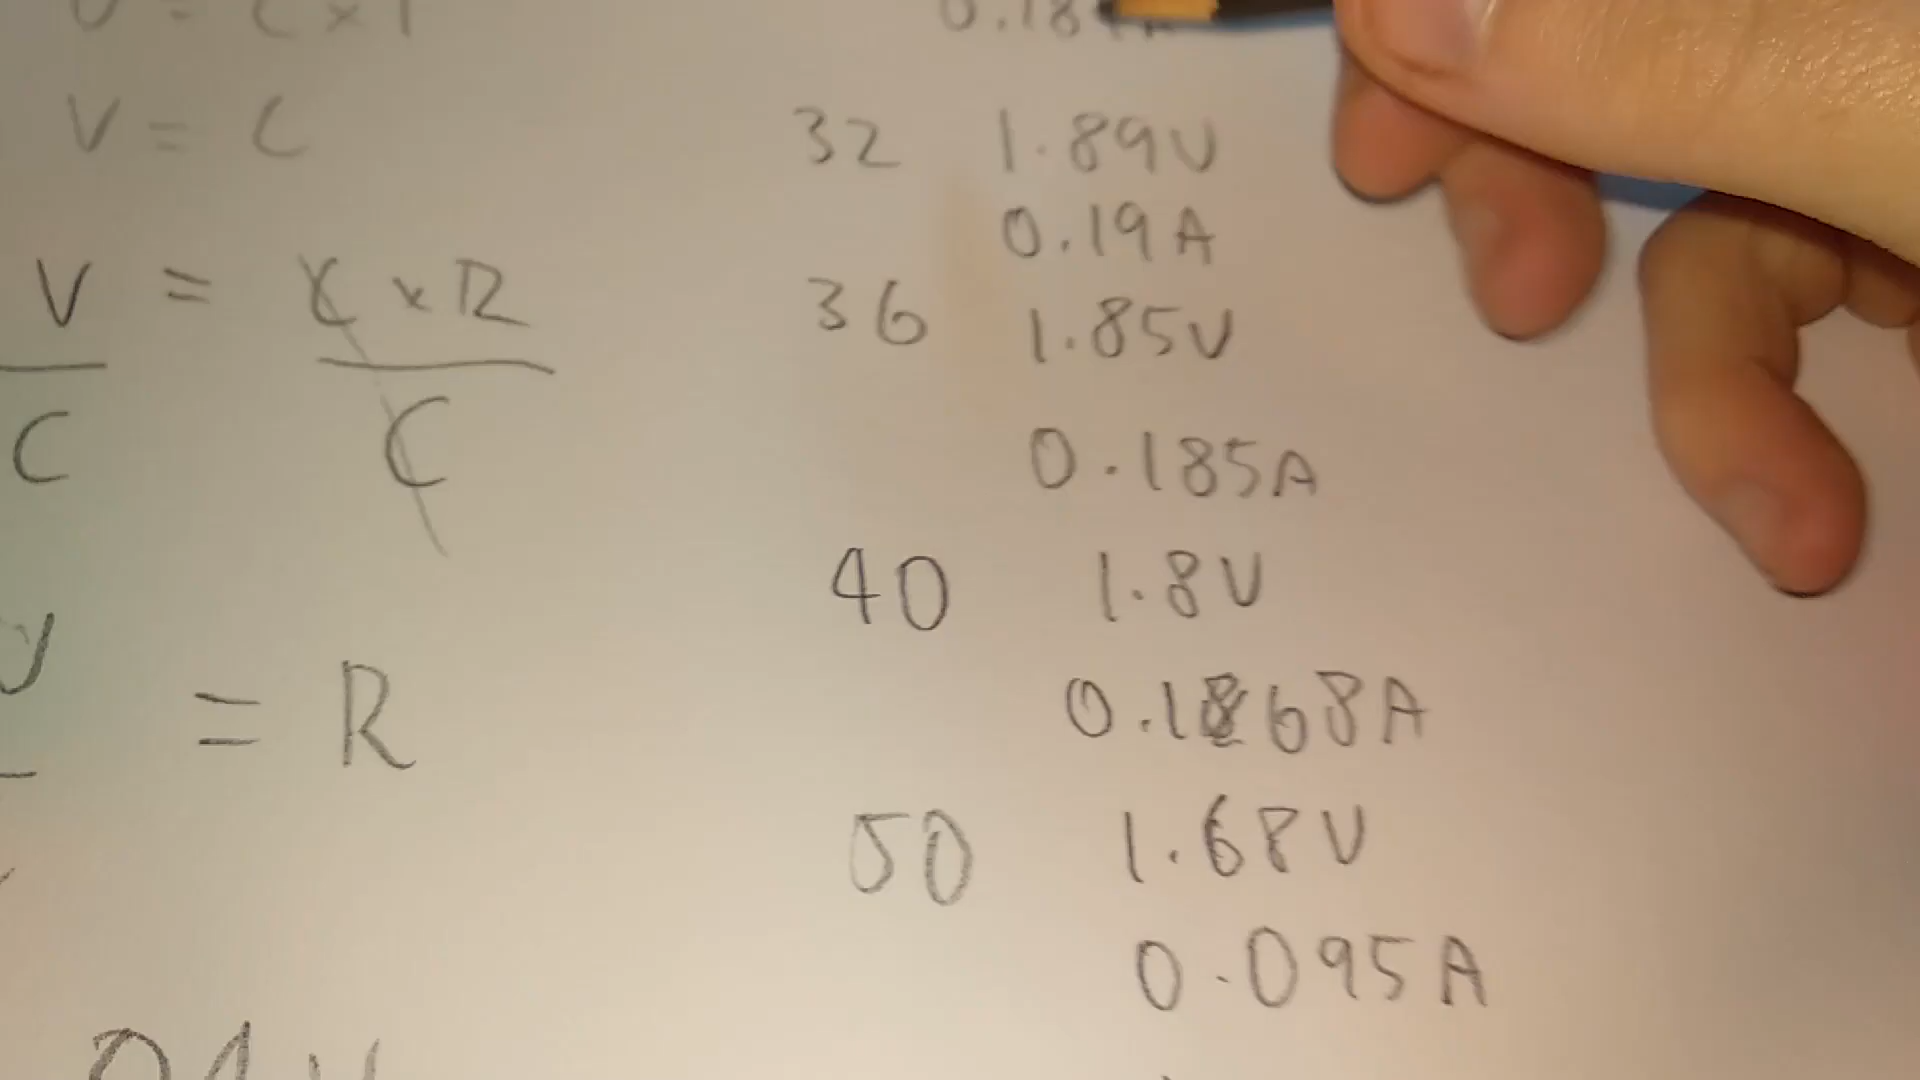 V = C
V = C x R
C C
= R
32 1.89V
0.19A
36 1.85V
0.185A
40 1.8V
0.1868A
50 1.68V
0.095A